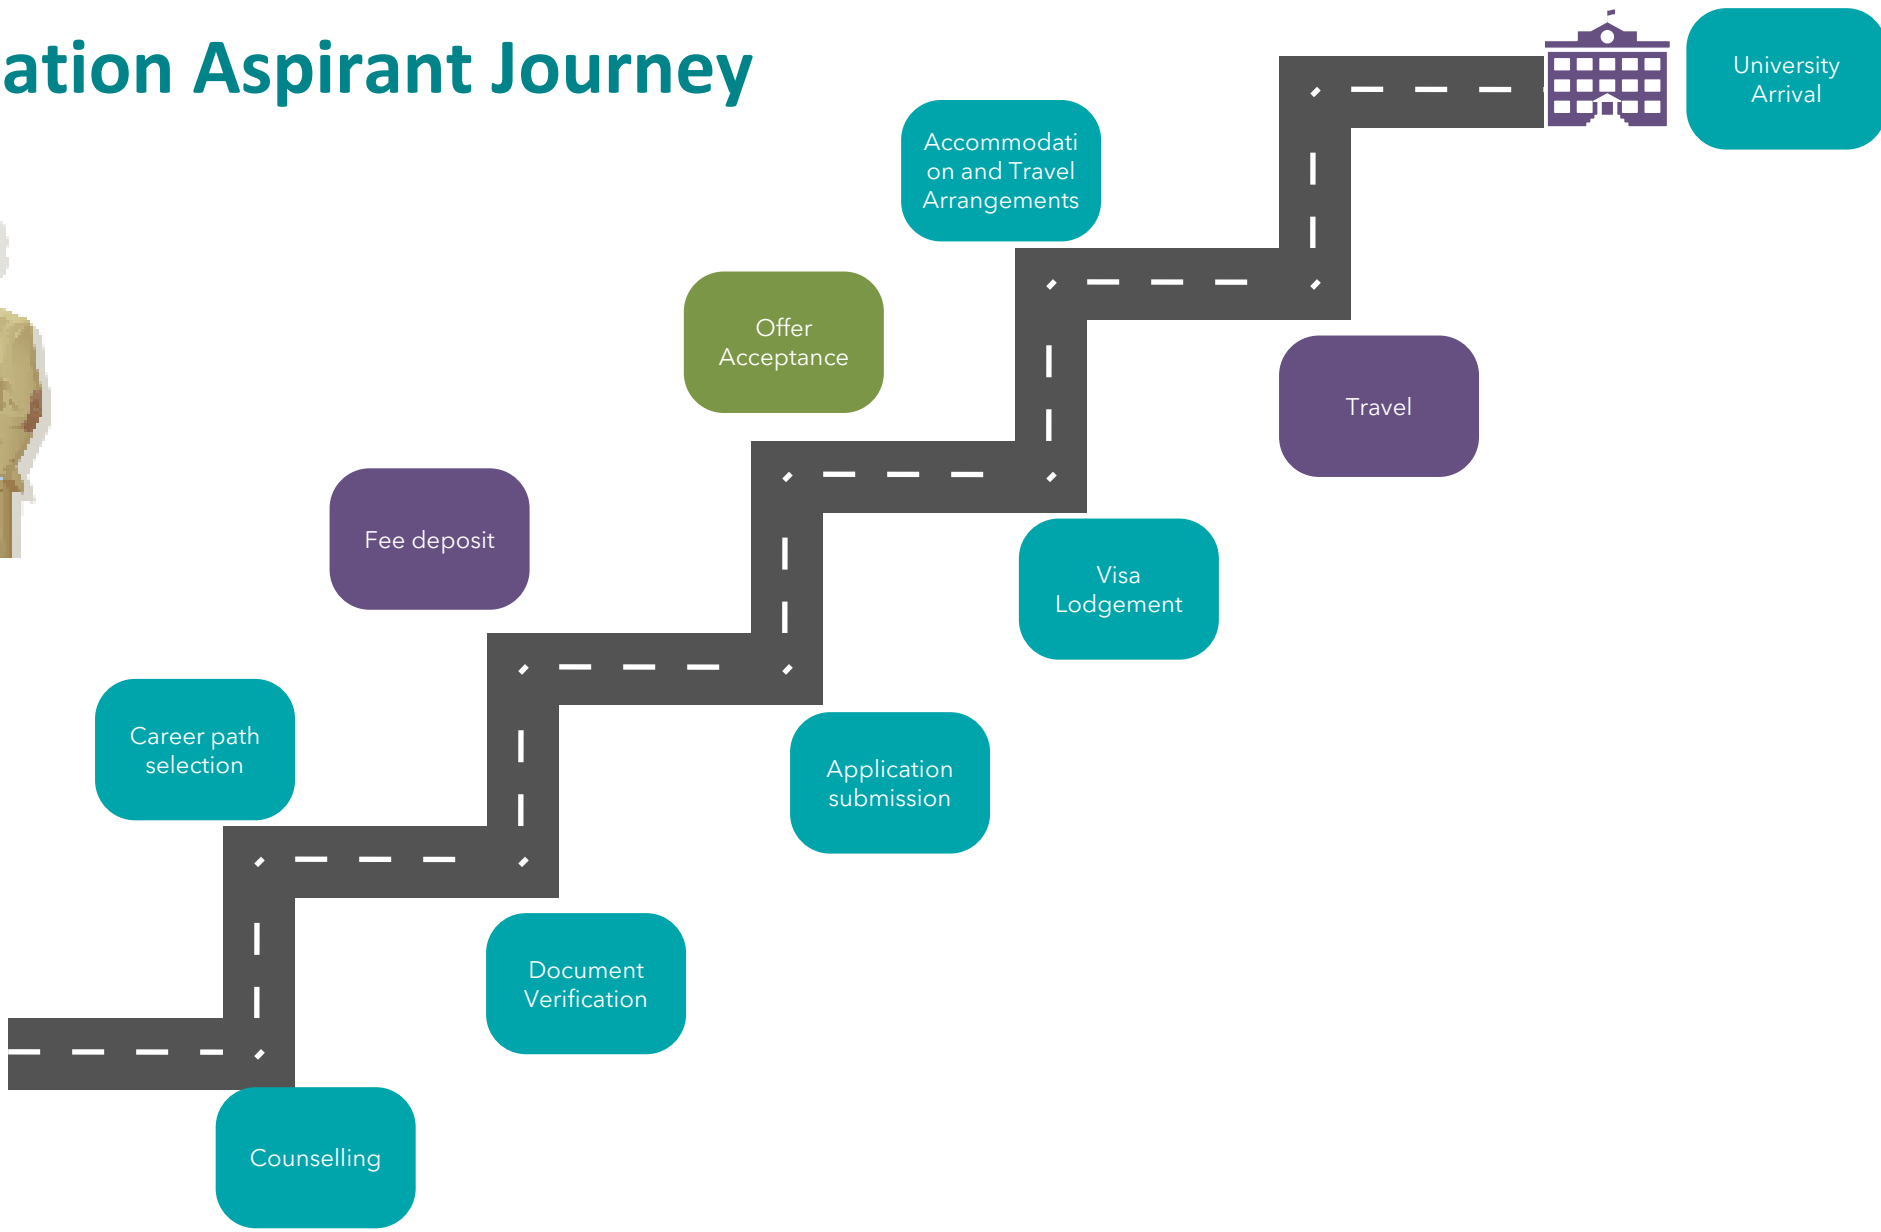 ation Aspirant Journey
University
Arrival
Accommodati
on and Travel
Arrangements
Offer
Acceptance
Travel
Fee deposit
Visa
Lodgement
Career path
selection
Application
submission
Document
Verification
Counselling